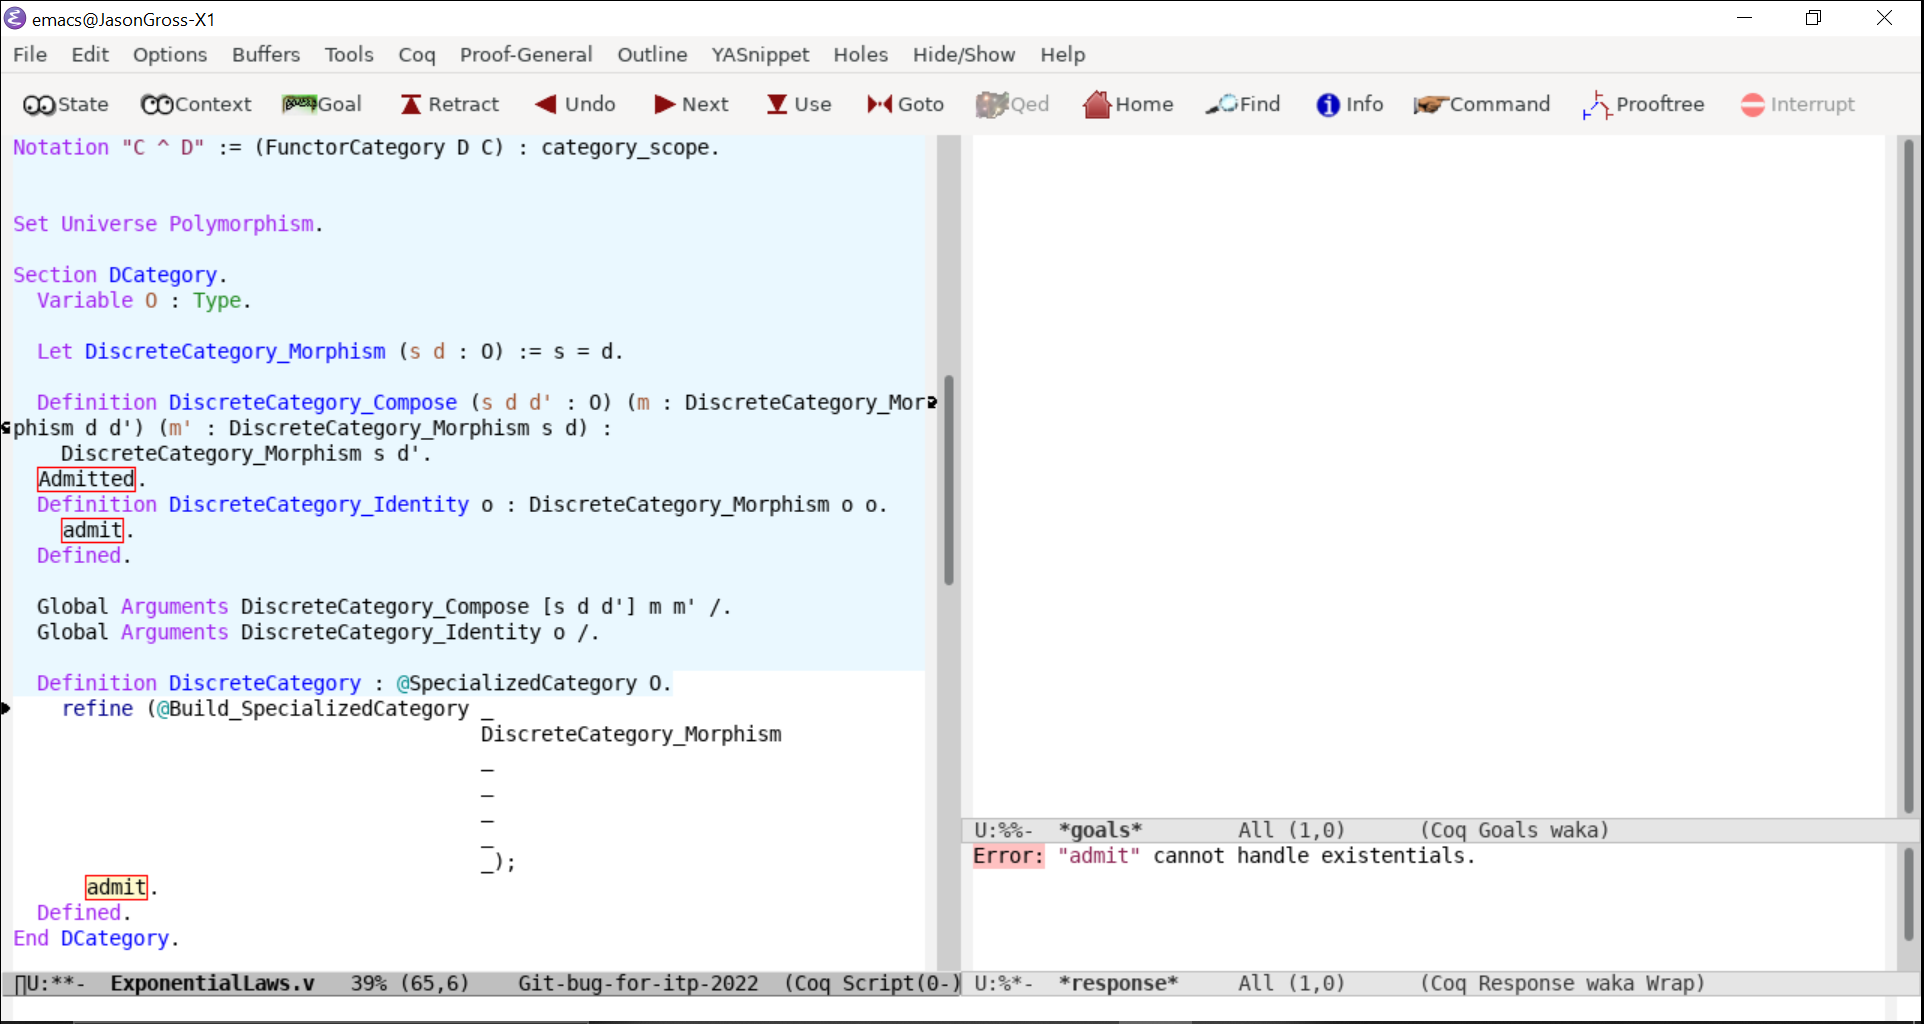 emacs@JasonGross-X1
File Edit Options Buffers Tools Coq Proof-General Outline YASnippet Holes Hide/Show Help
State Context Goal Retract Undo Next Use Goto Qed Home Find Info Command Prooftree Interrupt
Notation "C ^ D" := (FunctorCategory D C) : category_scope.
Set Universe Polymorphism.
Section DCategory.
Variable O : Type.
Let DiscreteCategory_Morphism (s d : O) := s = d.
Definition DiscreteCategory_Compose (s d d' : O) (m : DiscreteCategory_Mor
phism d d') (m' : DiscreteCategory_Morphism s d) :
DiscreteCategory_Morphism s d'.
Admitted.
Definition DiscreteCategory_Identity o : DiscreteCategory_Morphism o o.
admit.
Defined.
Global Arguments DiscreteCategory_Compose [s d d'] m m' /.
Global Arguments DiscreteCategory_Identity o /.
Definition DiscreteCategory : @SpecializedCategory O.
refine (@Build_SpecializedCategory _
DiscreteCategory_Morphism
_
_
_
_
_);
admit.
Defined.
End DCategory.
U:**- ExponentialLaws.v 39% (65,6) Git-bug-for-itp-2022 (Coq Script(0-)
U:%%- *goals* All (1,0) (Coq Goals waka)
Error: "admit" cannot handle existentials.
U:%*- *response* All (1,0) (Coq Response waka Wrap)